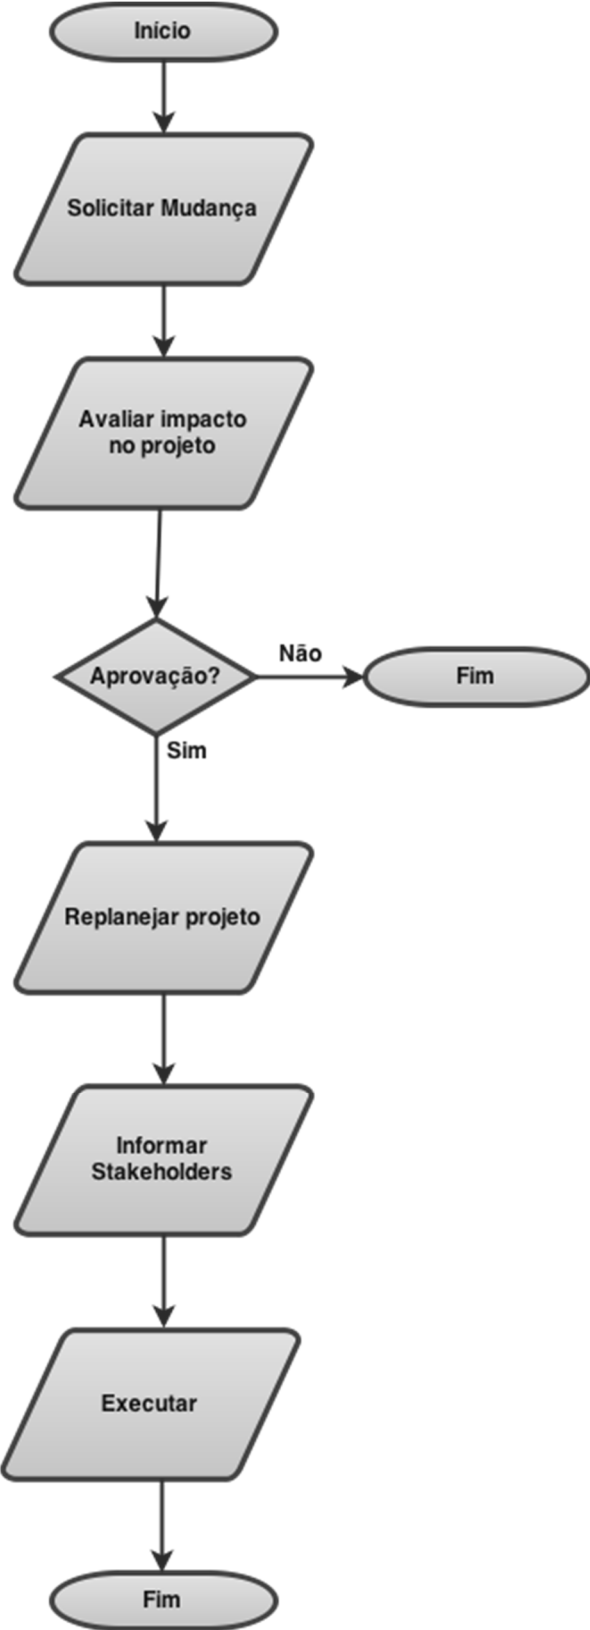 Início
Solicitar Mudança
Avaliar impacto
no projeto
Aprovação?
Não
Fim
Sim
Replanejar projeto
Informar
Stakeholders
Executar
Fim